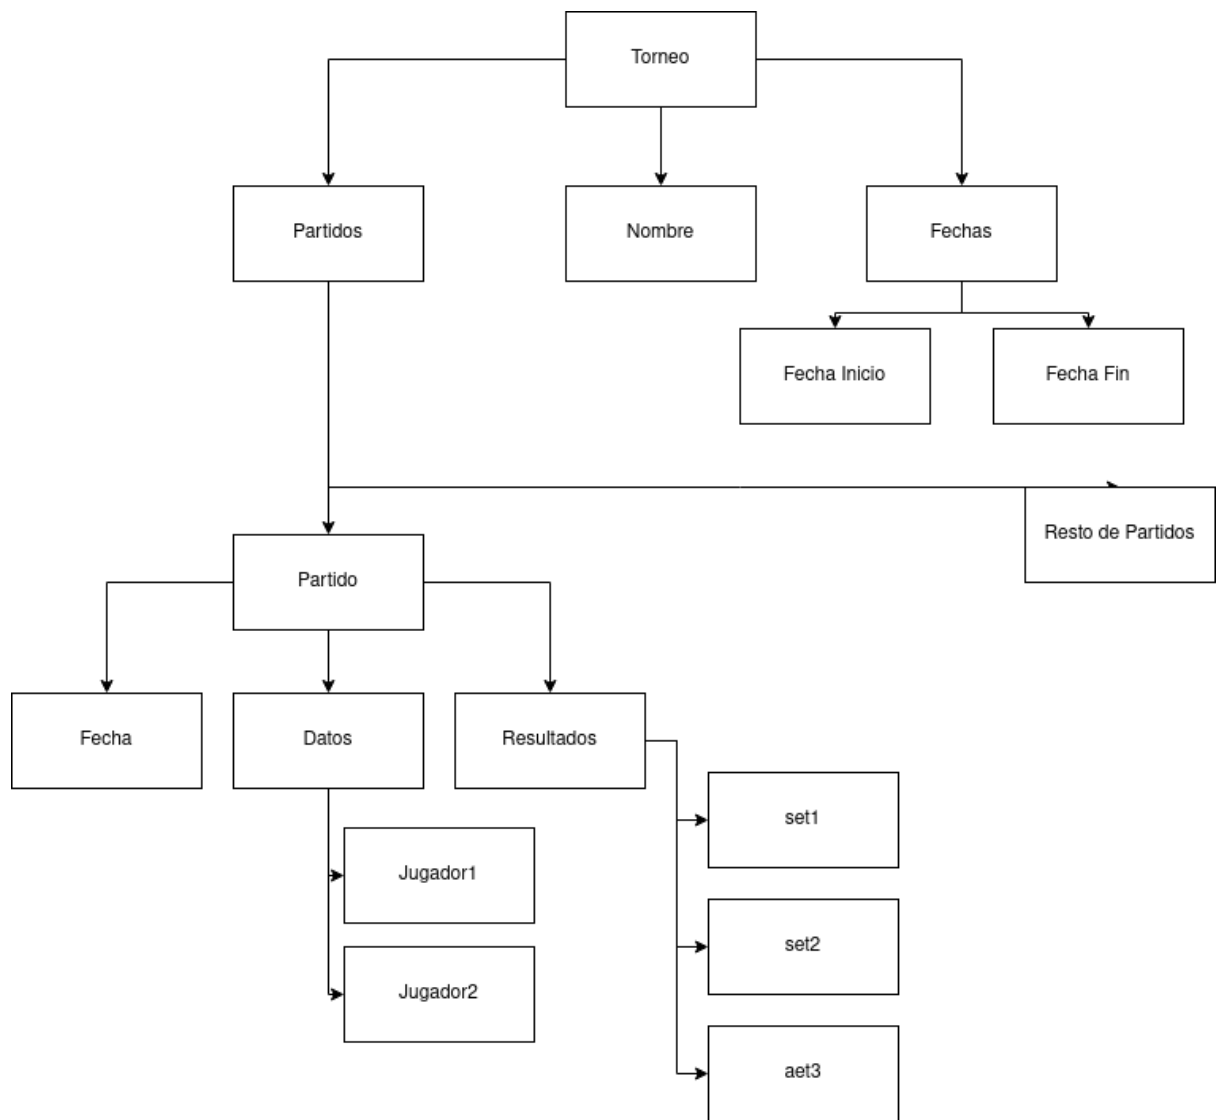 Torneo
Partidos
Nombre
Fechas
Fecha Inicio
Fecha Fin
Resto de Partidos
Partido
Fecha
Datos
Resultados
set1
Jugador1
set2
Jugador2
aet3